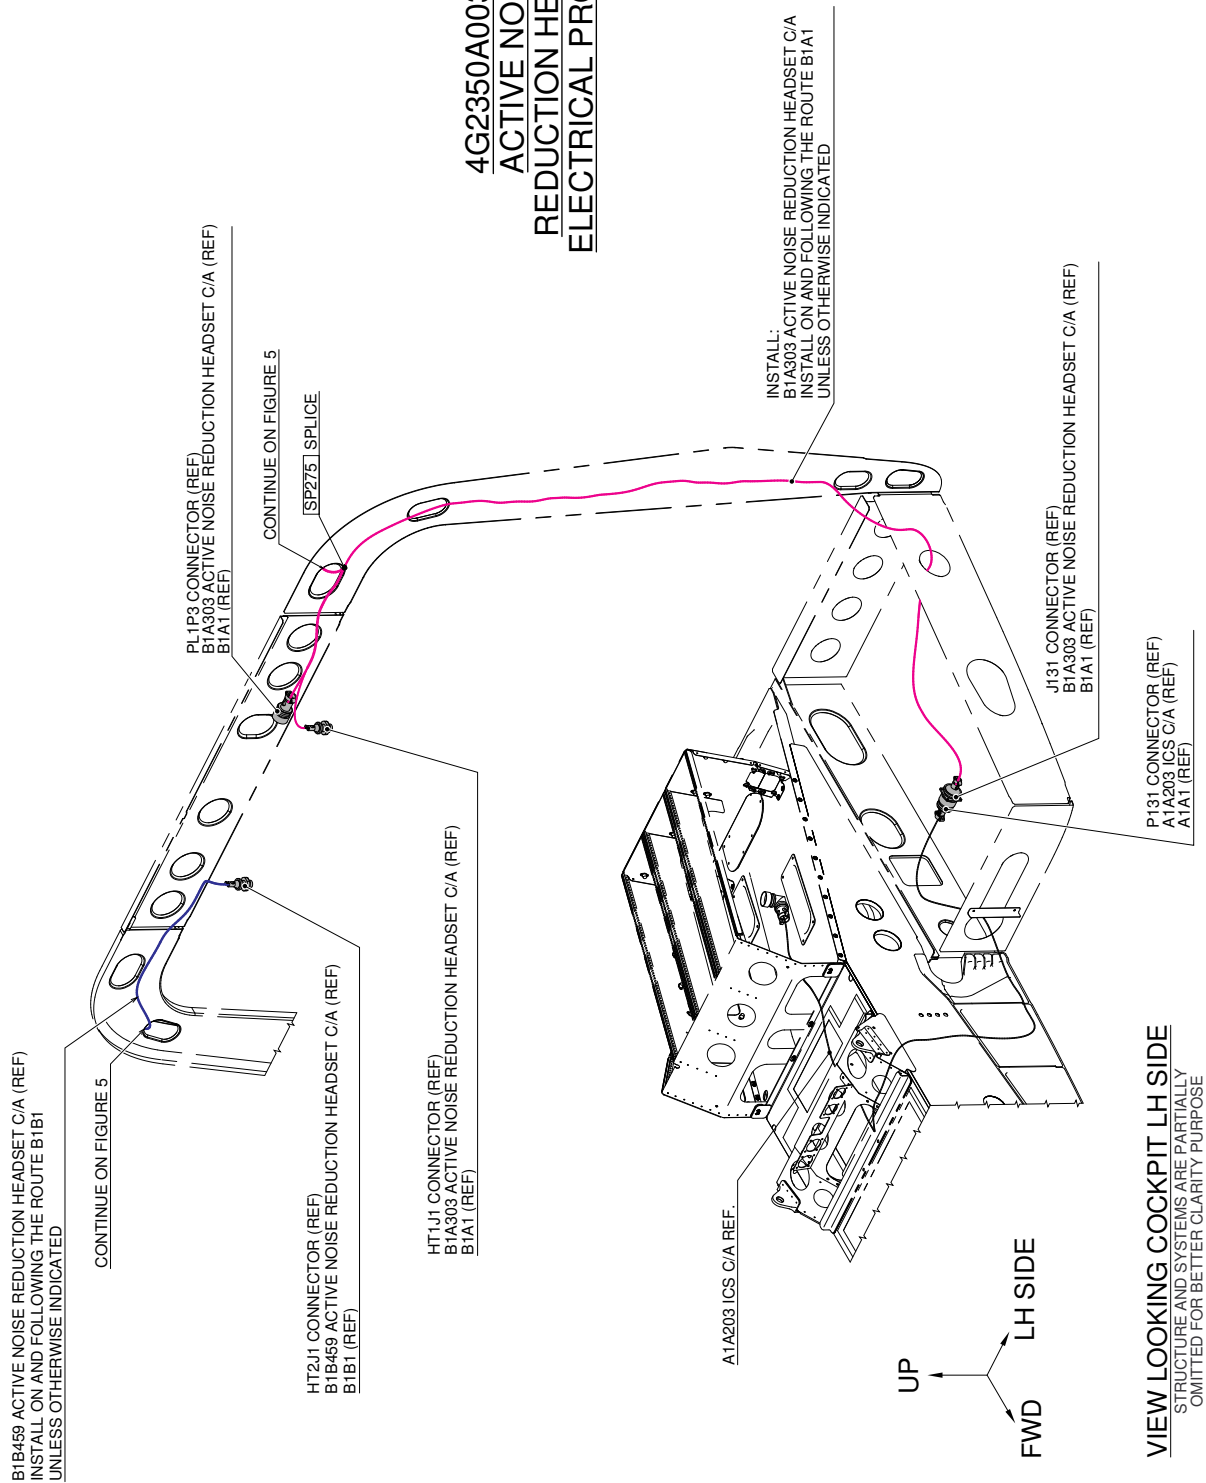 B1B459 ACTIVE NOISE REDUCTION HEADSET C/A (REF)
INSTALL ON AND FOLLOWING THE ROUTE B1B1
UNLESS OTHERWISE INDICATED
CONTINUE ON FIGURE 5
HT2J1 CONNECTOR (REF)
B1B459 ACTIVE NOISE REDUCTION HEADSET C/A (REF)
B1B1 (REF)
HT1J1 CONNECTOR (REF)
B1A303 ACTIVE NOISE REDUCTION HEADSET C/A (REF)
B1A1 (REF)
PL1P3 CONNECTOR (REF)
B1A303 ACTIVE NOISE REDUCTION HEADSET C/A (REF)
B1A1 (REF)
CONTINUE ON FIGURE 5
SP275 SPLICE
4G2350A003
ACTIVE NO
REDUCTION HE
ELECTRICAL PRO
INSTALL:
B1A303 ACTIVE NOISE REDUCTION HEADSET C/A
INSTALL ON AND FOLLOWING THE ROUTE B1A1
UNLESS OTHERWISE INDICATED
J131 CONNECTOR (REF)
B1A303 ACTIVE NOISE REDUCTION HEADSET C/A (REF)
B1A1 (REF)
P131 CONNECTOR (REF)
A1A203 ICS C/A (REF)
A1A1 (REF)
A1A203 ICS C/A REF.
UP
FWD
LH SIDE
VIEW LOOKING COCKPIT LH SIDE
STRUCTURE AND SYSTEMS ARE PARTIALLY
OMITTED FOR BETTER CLARITY PURPOSE